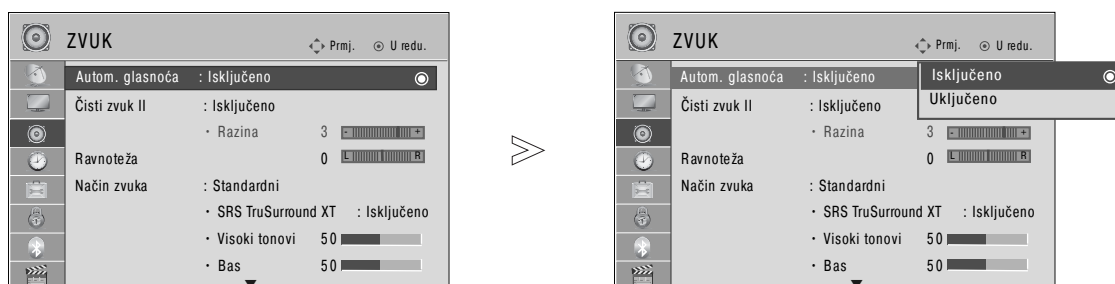 ZVUK
Prmj. U redu.
Autom. glasnoća : Isključeno
Čisti zvuk II : Isključeno
• Razina 3 - +
Ravnoteža 0 L R
Način zvuka : Standardni
• SRS TruSurround XT : Isključeno
• Visoki tonovi 50
• Bas 50
>
ZVUK
Prmj. U redu.
Autom. glasnoća : Isključeno
Isključeno
Uključeno
Čisti zvuk II : Isključeno
• Razina 3 - +
Ravnoteža 0 L R
Način zvuka : Standardni
• SRS TruSurround XT : Isključeno
• Visoki tonovi 50
• Bas 50